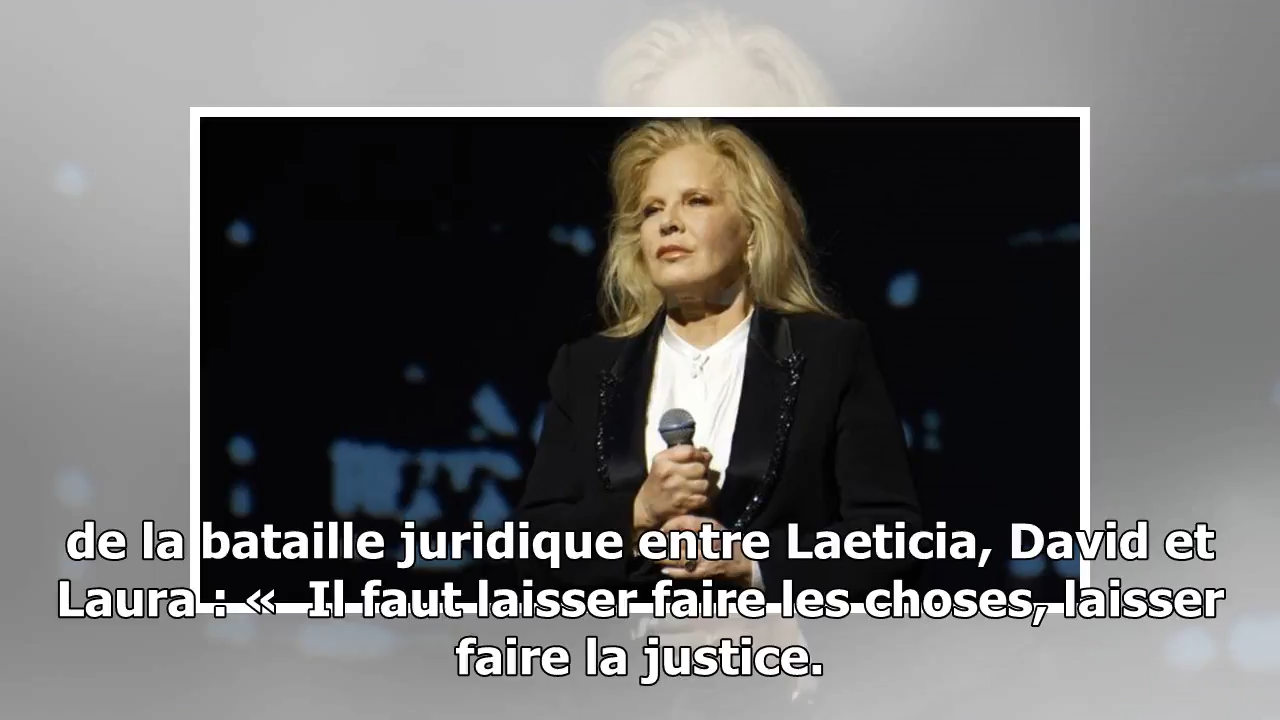 de la bataille juridique entre Laeticia, David et
Laura : «  Il faut laisser faire les choses, laisser
faire la justice.